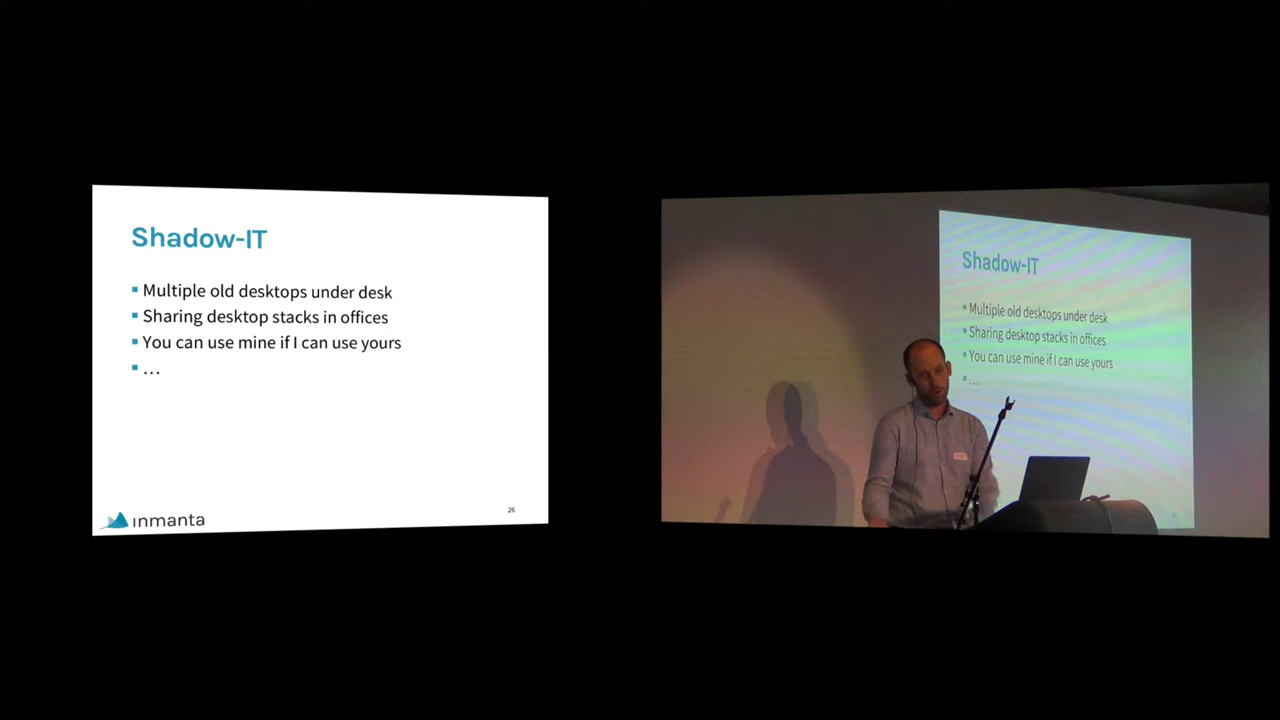 Shadow-IT
▪ Multiple old desktops under desk
▪ Sharing desktop stacks in offices
▪ You can use mine if I can use yours
▪ ...
inmanta
26
Shadow-IT
▪ Multiple old desktops under desk
▪ Sharing desktop stacks in offices
▪ You can use mine if I can use yours
▪ ...